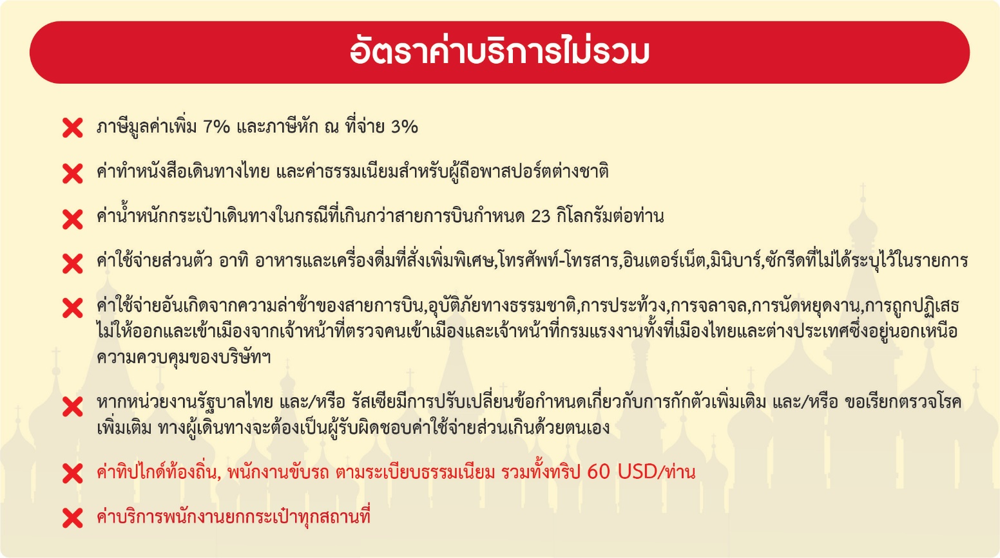 อัตราค่าบริการไม่รวม
ภาษีมูลค่าเพิ่ม 7% และภาษีหัก ณ ที่จ่าย 3%
ค่าทำหนังสือเดินทางไทย และค่าธรรมเนียมสำหรับผู้ถือพาสปอร์ตต่างชาติ
ค่าน้ำหนักกระเป๋าเดินทางในกรณีที่เกินกว่าสายการบินกำหนด 23 กิโลกรัมต่อท่าน
ค่าใช้จ่ายส่วนตัว อาทิ อาหารและเครื่องดื่มที่สั่งเพิ่มพิเศษ,โทรศัพท์-โทรสาร,อินเตอร์เน็ต,มินิบาร์,ซักรีดที่ไม่ได้ระบุไว้ในรายการ
ค่าใช้จ่ายอันเกิดจากความล่าช้าของสายการบิน,อุบัติภัยทางธรรมชาติ,การประท้วง,การจลาจล,การนัดหยุดงาน,การถูกปฏิเสธ
ไม่ให้ออกและเข้าเมืองจากเจ้าหน้าที่ตรวจคนเข้าเมืองและเจ้าหน้าที่กรมแรงงานทั้งที่เมืองไทยและต่างประเทศซึ่งอยู่นอกเหนือ
ความควบคุมของบริษัทฯ
หากหน่วยงานรัฐบาลไทย และ/หรือ รัสเซียมีการปรับเปลี่ยนข้อกำหนดเกี่ยวกับการกักตัวเพิ่มเติม และ/หรือ ขอเรียกตรวจโรค
เพิ่มเติม ทางผู้เดินทางจะต้องเป็นผู้รับผิดชอบค่าใช้จ่ายส่วนเกินด้วยตนเอง
ค่าทิปไกด์ท้องถิ่น, พนักงานขับรถ ตามระเบียบธรรมเนียม รวมทั้งทริป 60 USD/ท่าน
ค่าบริการพนักงานยกกระเป๋าทุกสถานที่